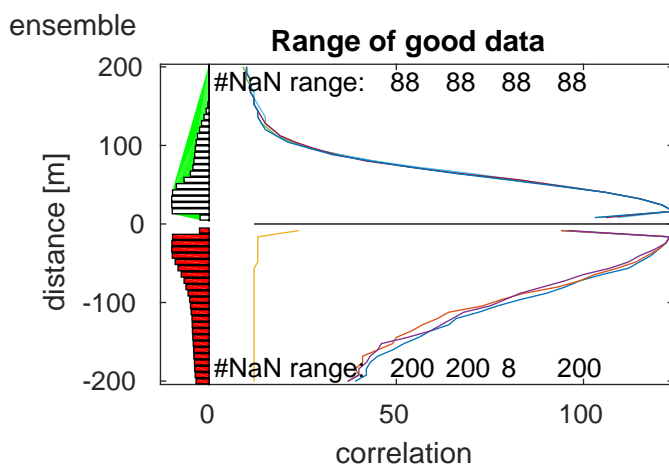 ensemble
Range of good data
200
#NaN range: 88 88 88 88
100
distance [m]
0
-100
#NaN range: 200 200 8 200
-200
0 50 100
correlation